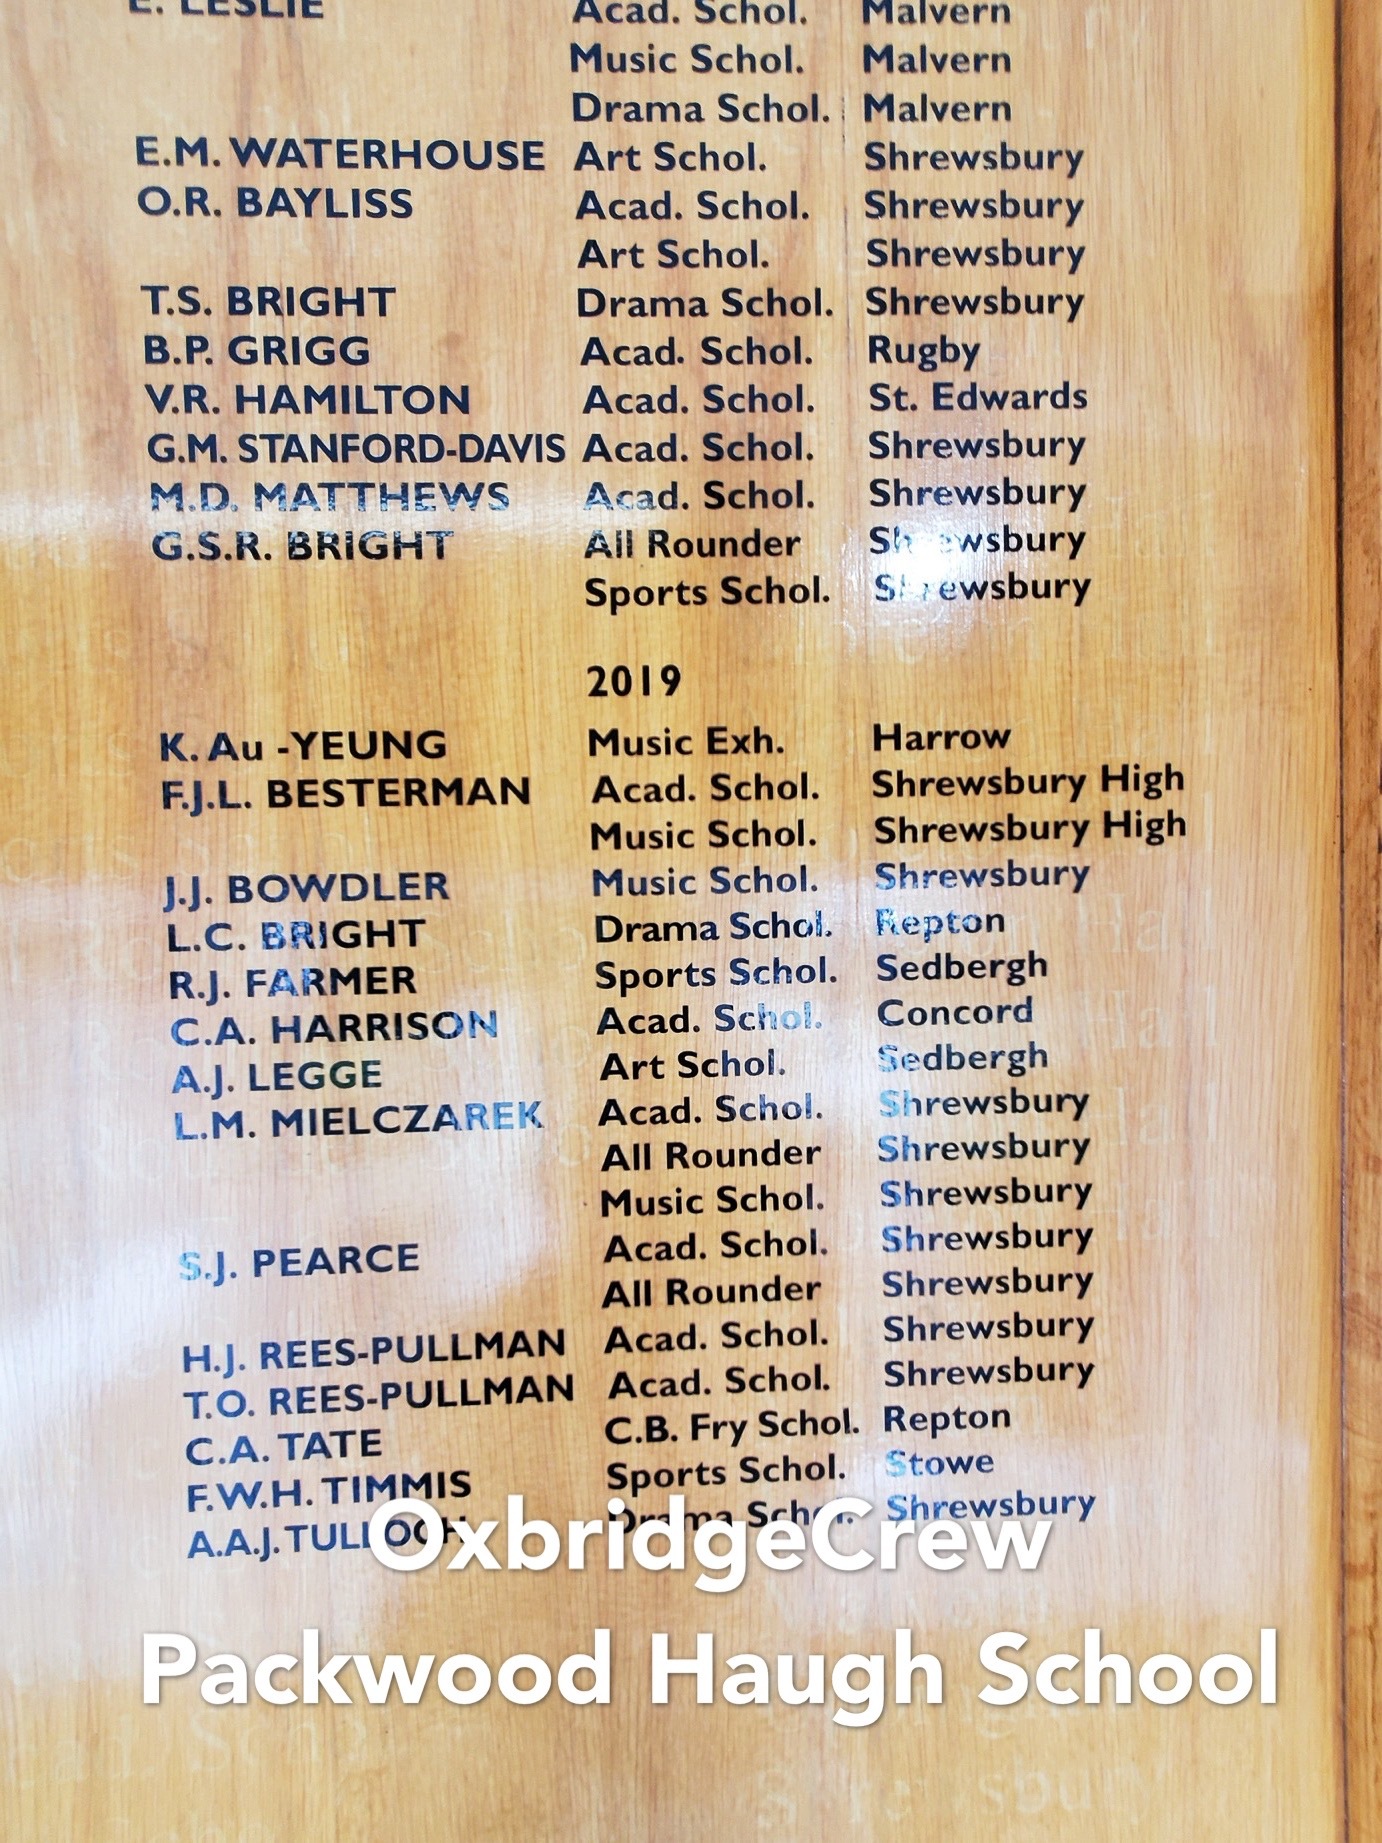 E. LESLIE Acad. Schol. Malvern
Music Schol. Malvern
Drama Schol. Malvern
E.M. WATERHOUSE Art Schol. Shrewsbury
O.R. BAYLISS Acad. Schol. Shrewsbury
Art Schol. Shrewsbury
T.S. BRIGHT Drama Schol. Shrewsbury
B.P. GRIGG Acad. Schol. Rugby
V.R. HAMILTON Acad. Schol. St. Edwards
G.M. STANFORD-DAVIS Acad. Schol. Shrewsbury
M.D. MATTHEWS Acad. Schol. Shrewsbury
G.S.R. BRIGHT All Rounder Shrewsbury
Sports Schol. Shrewsbury
2019
K. Au -YEUNG Music Exh. Harrow
F.J.L. BESTERMAN Acad. Schol. Shrewsbury High
Music Schol. Shrewsbury High
J.J. BOWDLER Music Schol. Shrewsbury
L.C. BRIGHT Drama Schol. Repton
R.J. FARMER Sports Schol. Sedbergh
C.A. HARRISON Acad. Schol. Concord
A.J. LEGGE Art Schol. Sedbergh
L.M. MIELCZAREK Acad. Schol. Shrewsbury
All Rounder Shrewsbury
Music Schol. Shrewsbury
S.J. PEARCE Acad. Schol. Shrewsbury
All Rounder Shrewsbury
H.J. REES-PULLMAN Acad. Schol. Shrewsbury
T.O. REES-PULLMAN Acad. Schol. Shrewsbury
C.A. TATE C.B. Fry Schol. Repton
F.W.H. TIMMIS Sports Schol. Stowe
A.A.J. TULLOCH Drama Schol. Shrewsbury
OxbridgeCrew
Packwood Haugh School